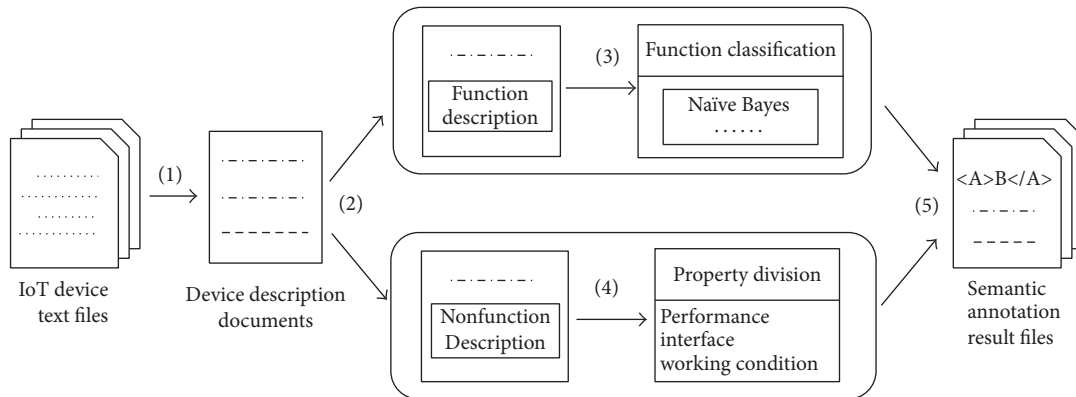 IoT device
text files
(1)
Device description
documents
(2)
Function
description
(3)
Function classification
Naïve Bayes
......
Nonfunction
Description
(4)
Property division
Performance
interface
working condition
(5)
<A>B</A>
Semantic
annotation
result files